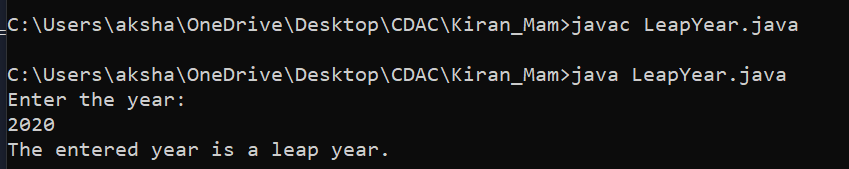 C:\Users\aksha\OneDrive\Desktop\CDAC\Kiran_Mam>javac LeapYear.java
C:\Users\aksha\OneDrive\Desktop\CDAC\Kiran_Mam>java LeapYear.java
Enter the year:
2020
The entered year is a leap year.